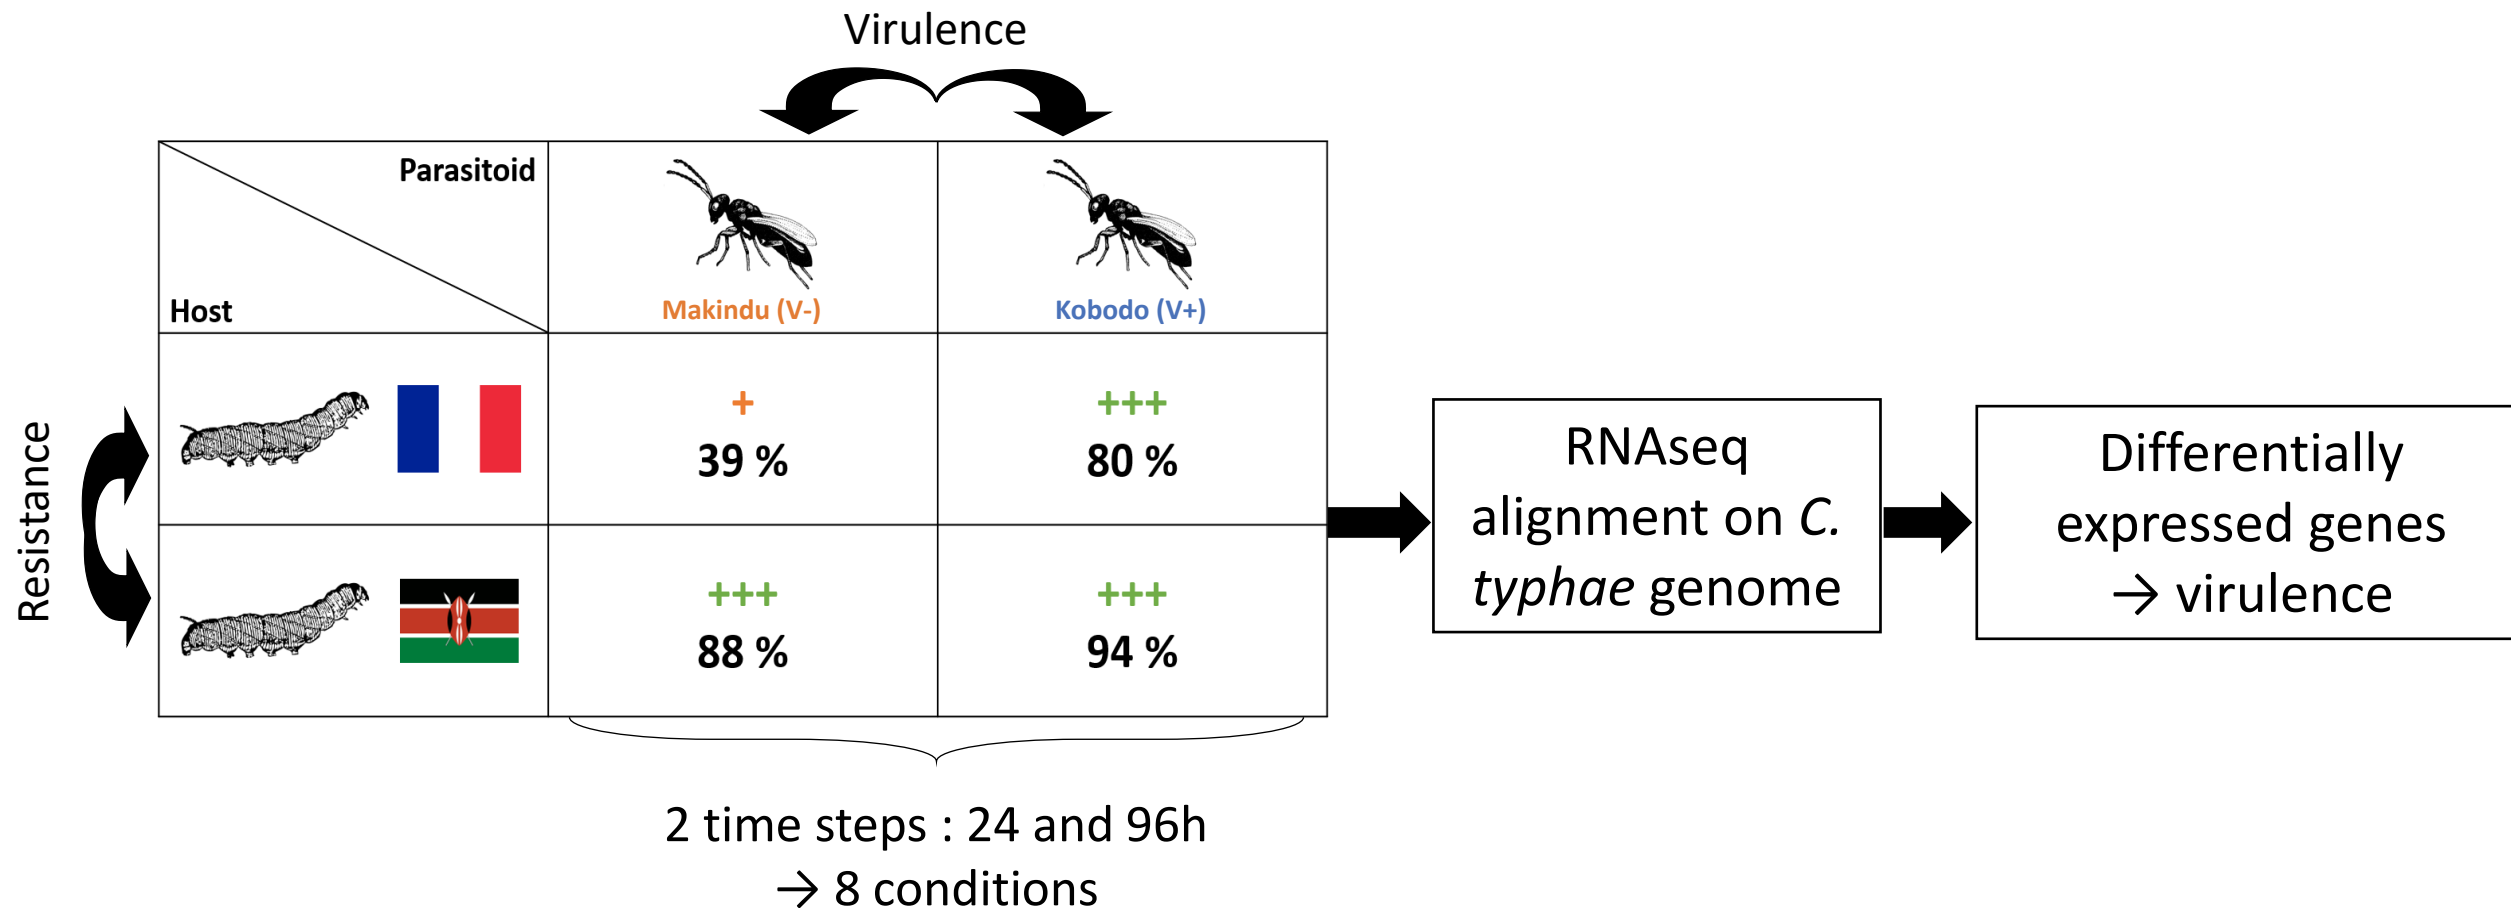 Virulence
Parasitoid
Host
Makindu (V-)
Kobodo (V+)
Resistance
+
39 %
+++
80 %
+++
88 %
+++
94 %
2 time steps : 24 and 96h
→ 8 conditions
RNAseq
alignment on C.
typhae genome
Differentially
expressed genes
→ virulence